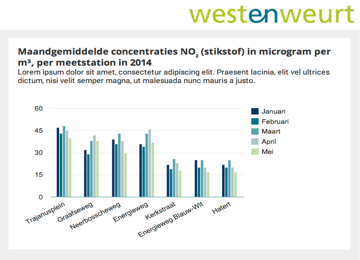 westenweurt
Maandgemiddelde concentraties NO₂ (stikstof) in microgram per
m³, per meetstation in 2014
Lorem ipsum dolor sit amet, consectetur adipiscing elit. Praesent lacinia, elit vel ultrices
dictum, nisi velit semper magna, ut malesuada nunc mauris a justo.
60
45
30
15
0
Januari
Februari
Maart
April
Mei
Trajanusplein
Graafseweg
Neerbosscheweg
Energieweg
Kerkstraat
Energieweg Blauw-Wit
Hatert